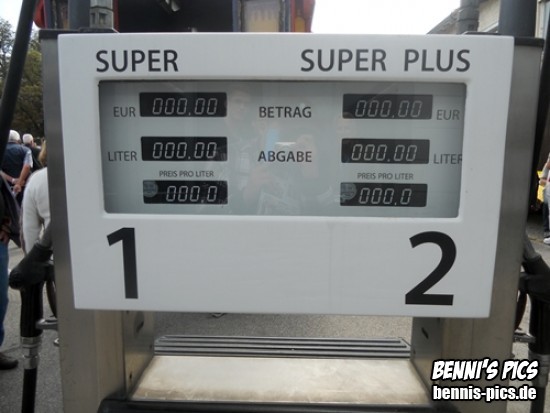 SUPER SUPER PLUS
EUR 000.00 BETRAG 000.00 EUR
LITER 000.00 ABGABE 000.00 LITER
PREIS PRO LITER PREIS PRO LITER
000.0 000.0
1 2
BENNI'S PICS
bennis-pics.de